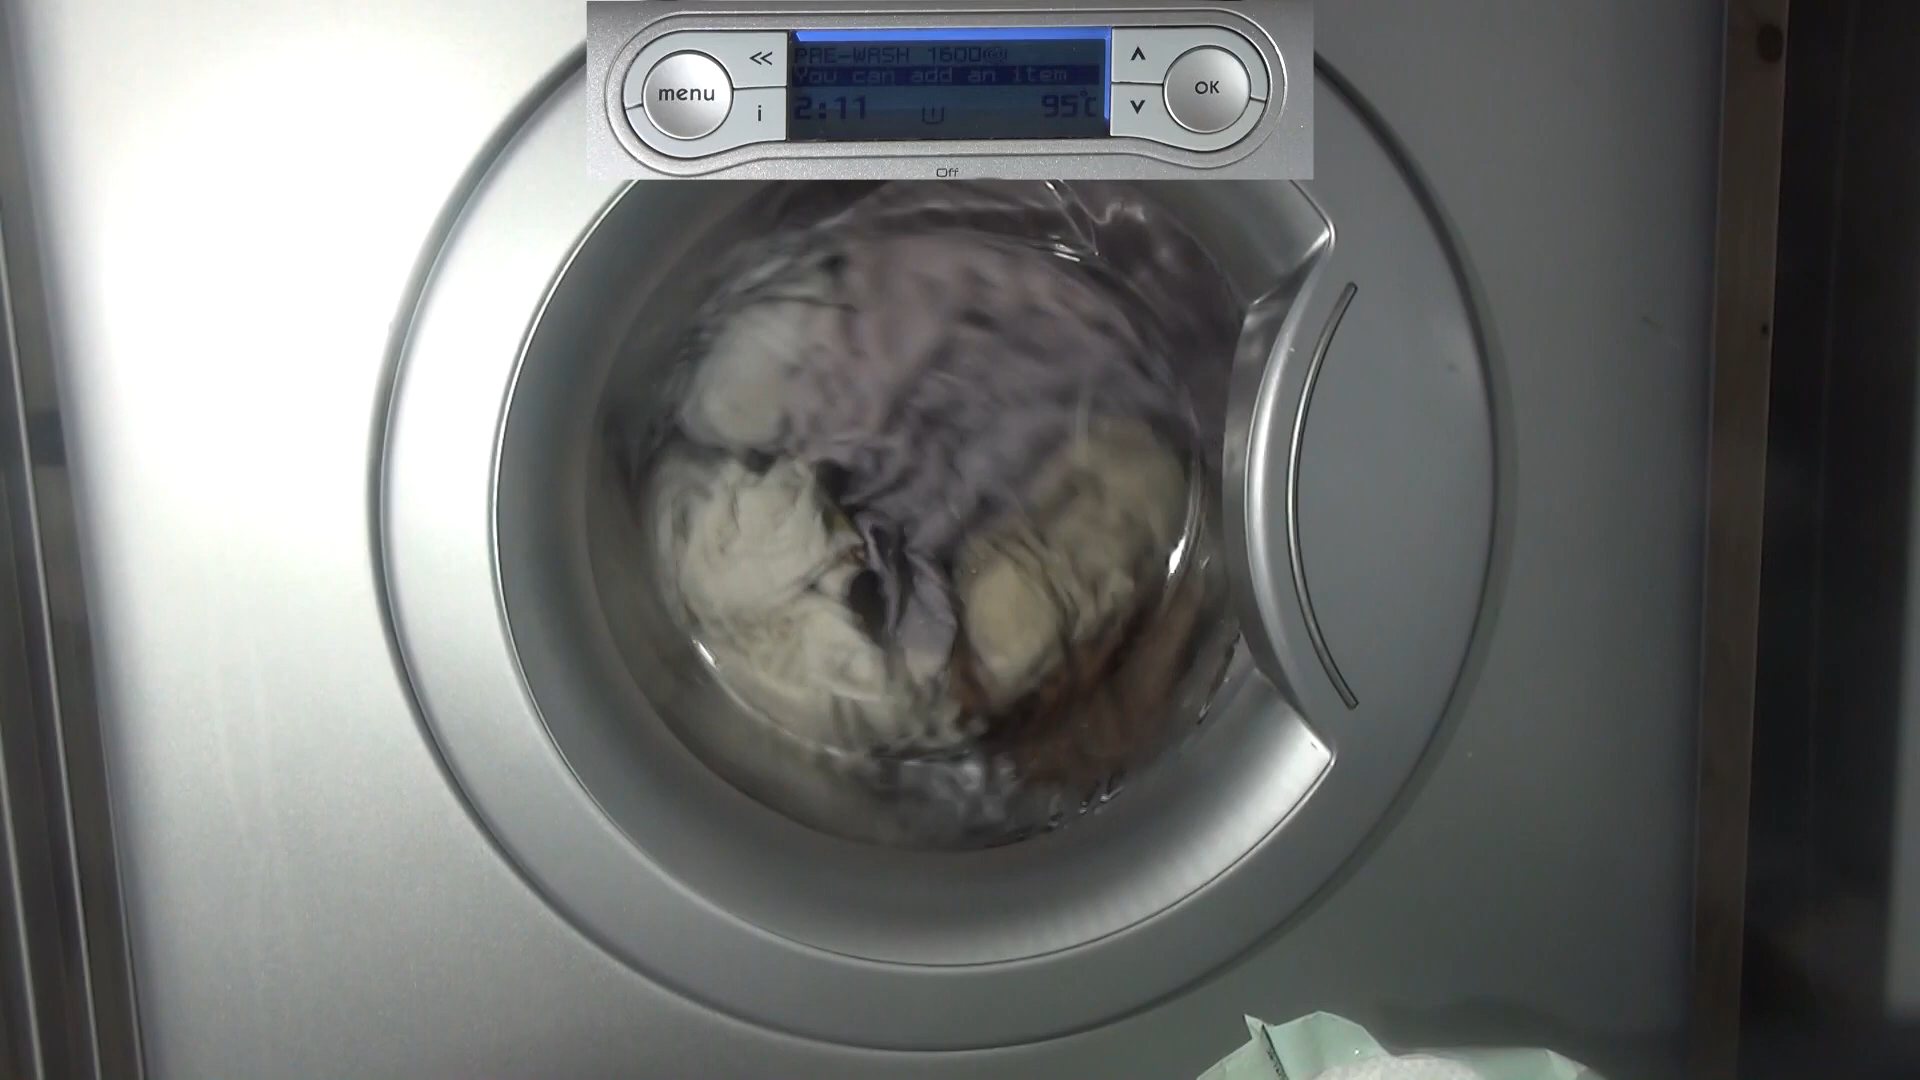 menu
<<
i
PRE-WASH 1600
You can add an item
2:11 95°C
OK
Off